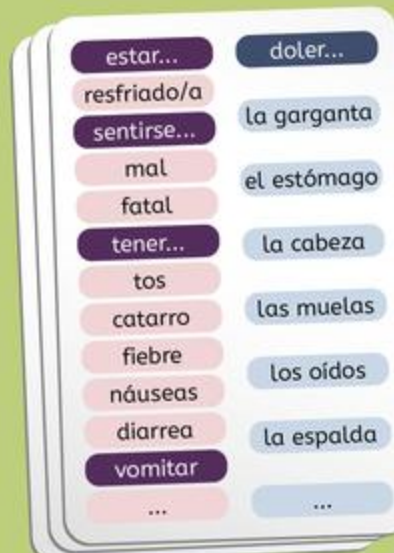 estar...
resfriado/a
sentirse...
mal
fatal
tener...
tos
catarro
fiebre
náuseas
diarrea
vomitar
...
doler...
la garganta
el estómago
la cabeza
las muelas
los oídos
la espalda
...